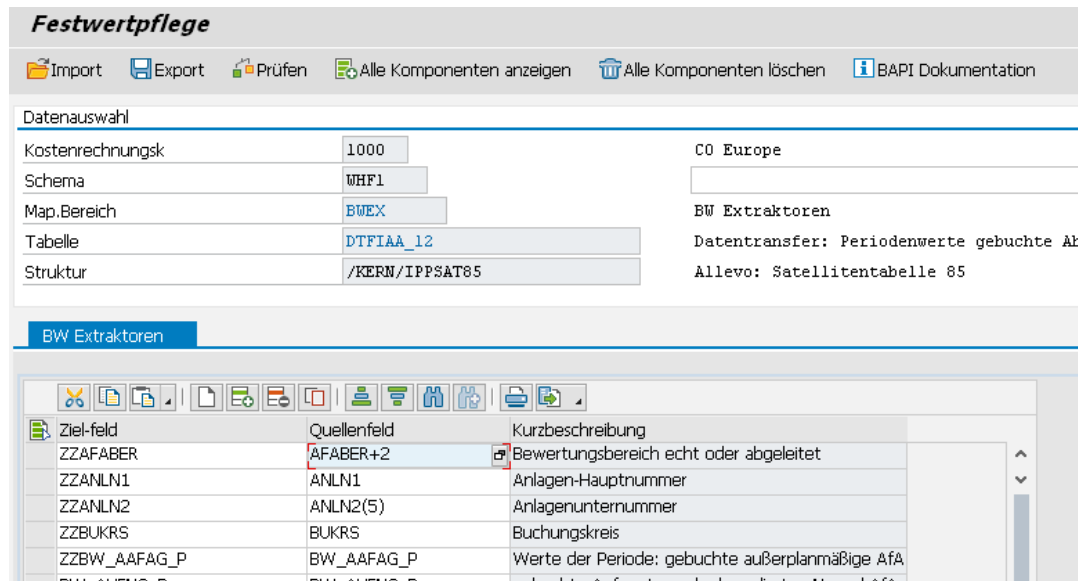 Festwertpflege
Import Export Prüfen Alle Komponenten anzeigen Alle Komponenten löschen BAPI Dokumentation
Datenauswahl
Kostenrechnungsk 1000 CO Europe
Schema WHF1
Map.Bereich BWEX BW Extraktoren
Tabelle DTFIAA_12 Datentransfer: Periodenwerte gebuchte
Struktur /KERN/IPPSAT85 Allevo: Satellitentabelle 85
BW Extraktoren
Ziel-feld Quellenfeld Kurzbeschreibung
ZZAFABER AFABER+2 Bewertungsbereich echt oder abgeleitet
ZZANLN1 ANLN1 Anlagen-Hauptnummer
ZZANLN2 ANLN2(5) Anlagenunternummer
ZZBUKRS BUKRS Buchungskreis
ZZBW_AAFAG_P BW_AAFAG_P Werte der Periode: gebuchte außerplanmäßige AfA